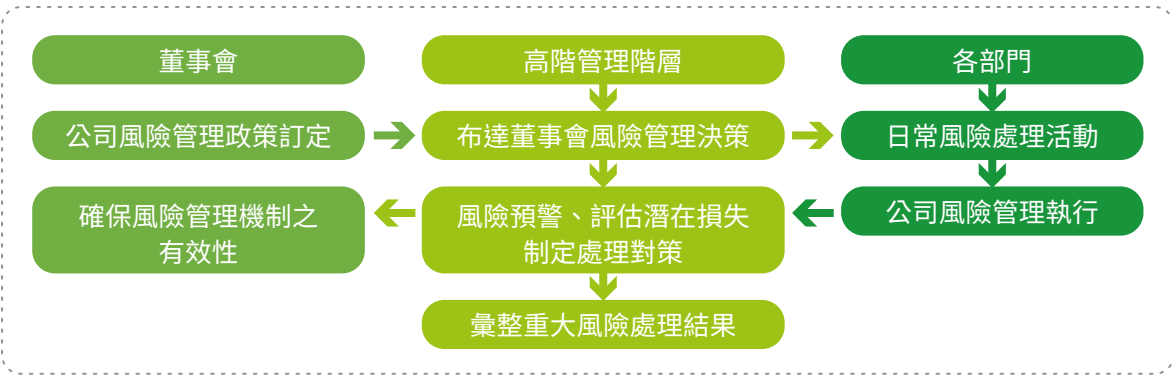 董事會
高階管理階層
各部門
公司風險管理政策訂定
布達董事會風險管理決策
日常風險處理活動
確保風險管理機制之
有效性
風險預警、評估潛在損失
制定處理對策
公司風險管理執行
彙整重大風險處理結果